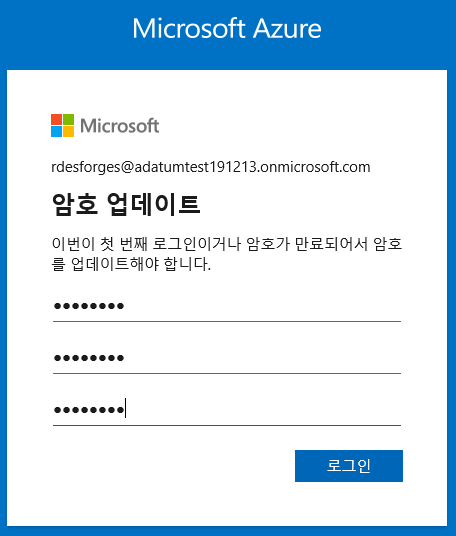 Microsoft Azure
Microsoft
rdesforges@adatumtest191213.onmicrosoft.com
암호 업데이트
이번이 첫 번째 로그인이거나 암호가 만료되어서 암호
를 업데이트해야 합니다.
●●●●●●●●
●●●●●●●●
●●●●●●●●
로그인